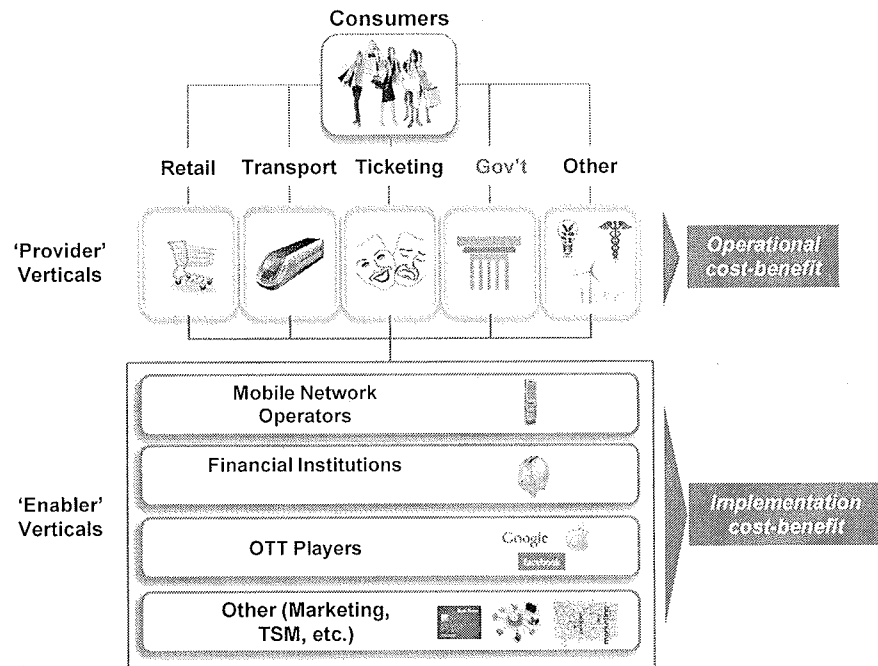 Consumers
Retail
Transport
Ticketing
Gov't
Other
'Provider'
Verticals
Operational
cost-benefit
Mobile Network
Operators
Financial Institutions
'Enabler'
Verticals
Implementation
cost-benefit
OTT Players
Google
Other (Marketing,
TSM, etc.)